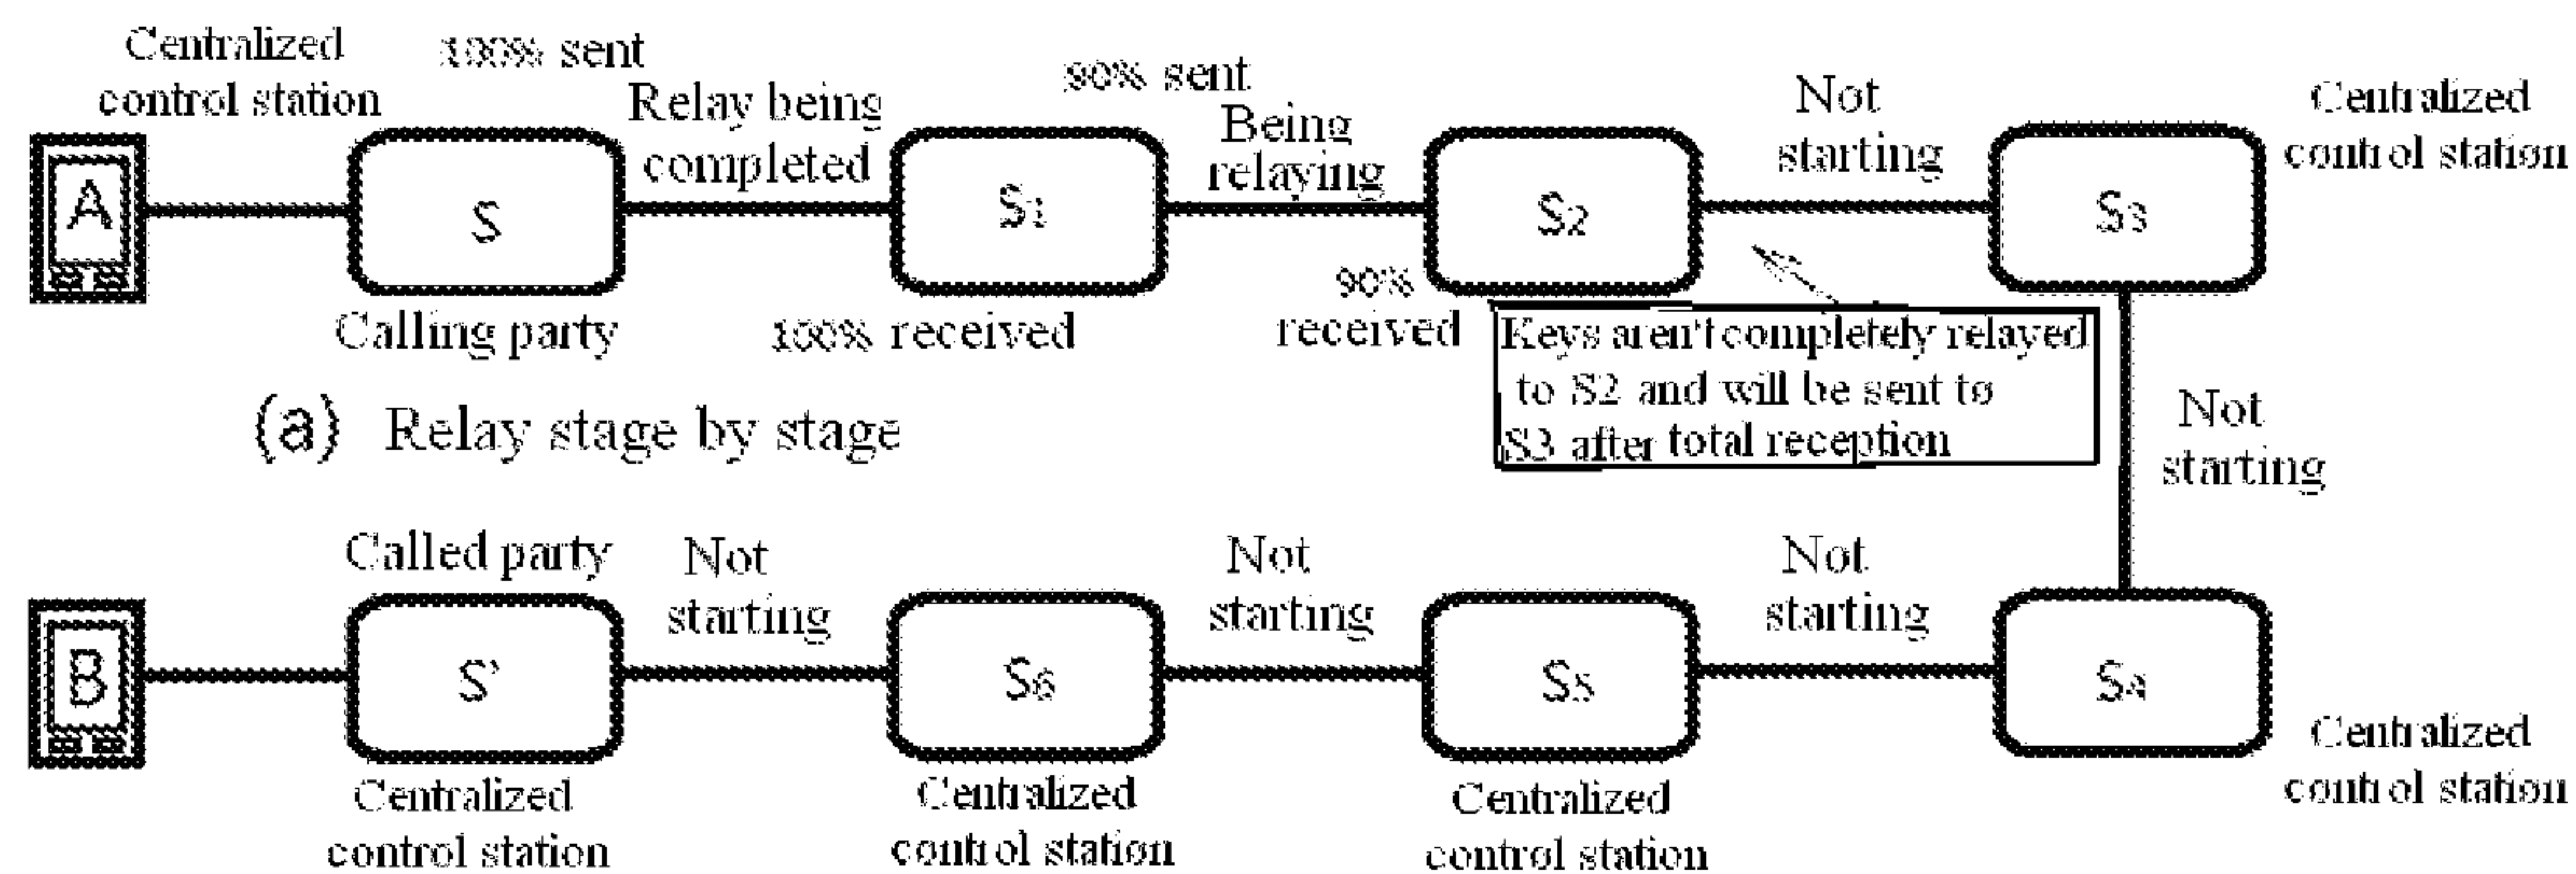 Centralized
control station
100% sent
Relay being
completed
90% sent
Being
relaying
Not
starting
Centralized
control station
A
S
S1
S2
S3
Calling party
100% received
90%
received
Keys aren't completely relayed
to S2 and will be sent to
S3 after total reception
(a) Relay stage by stage
Not
starting
Called party
Not
starting
Not
starting
Not
starting
B
S'
S6
S5
S4
Centralized
control station
Centralized
control station
Centralized
control station
Centralized
control station